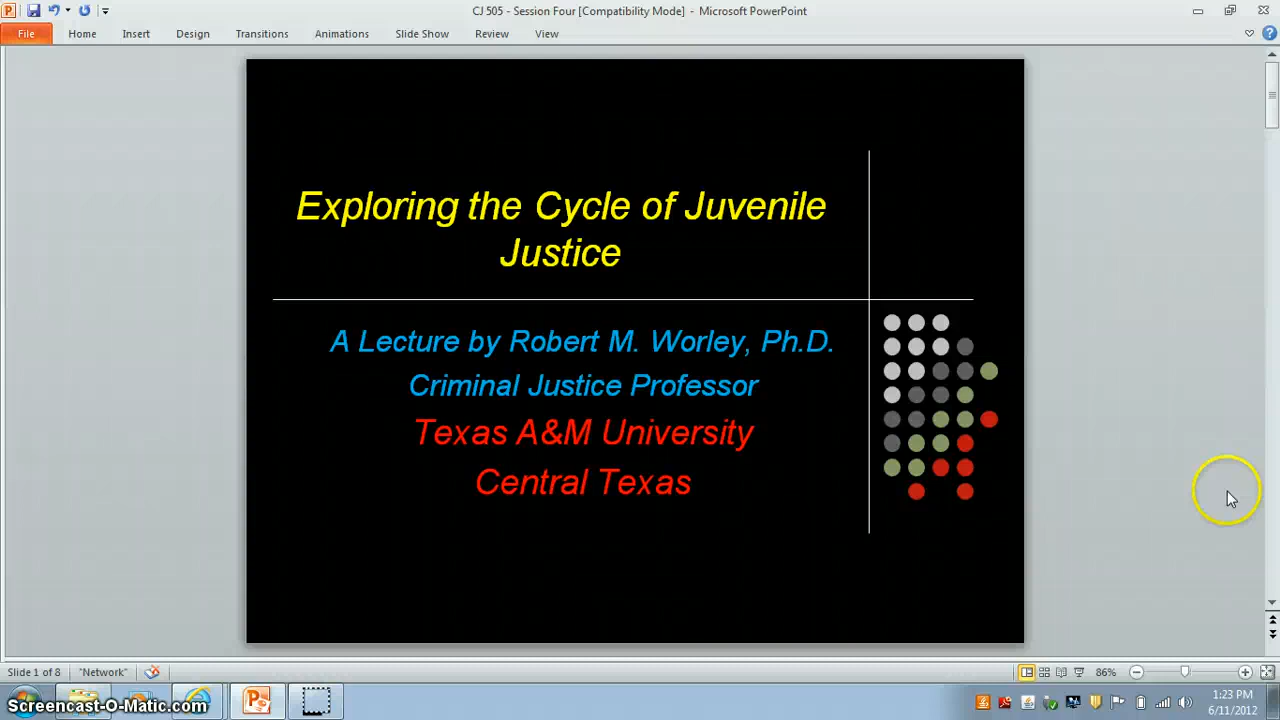 CJ 505 - Session Four [Compatibility Mode] - Microsoft PowerPoint
File Home Insert Design Transitions Animations Slide Show Review View
Exploring the Cycle of Juvenile
Justice
A Lecture by Robert M. Worley, Ph.D.
Criminal Justice Professor
Texas A&M University
Central Texas
Slide 1 of 8 "Network" 86%
Screencast-O-Matic.com
1:23 PM
6/11/2012